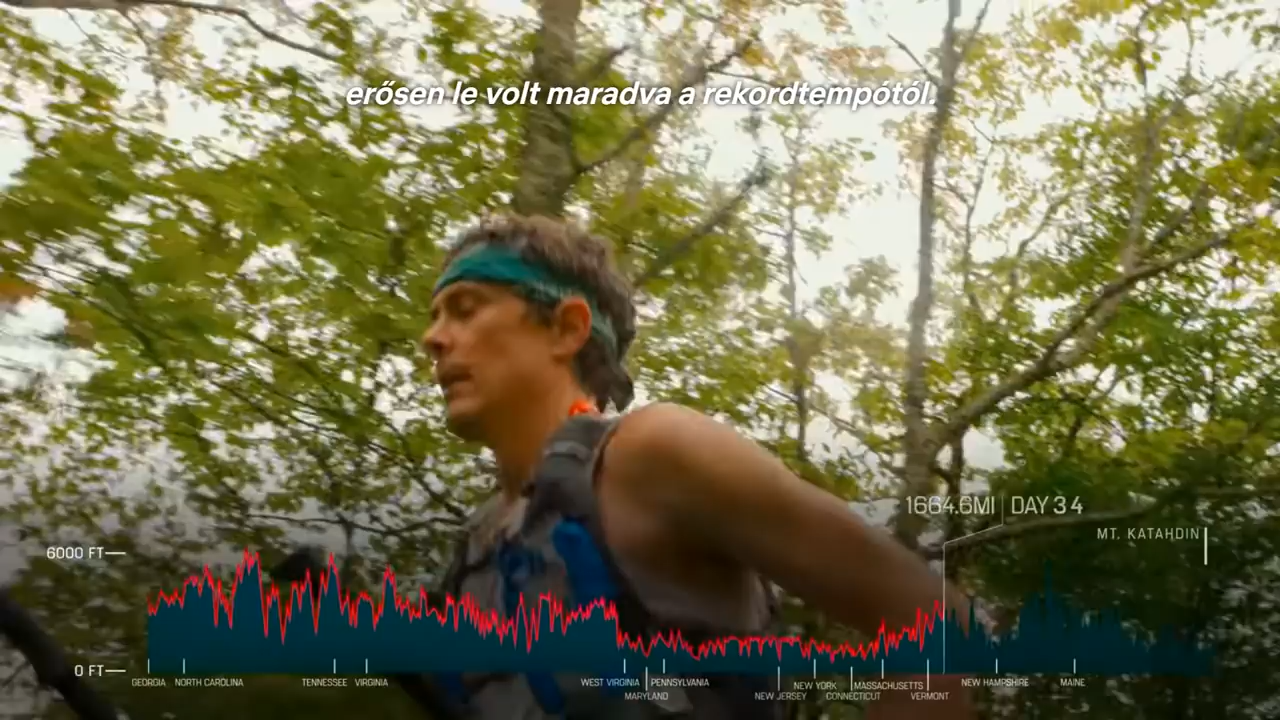 erősen le volt maradva a rekordtempótól.
1664.6MI | DAY 34
MT. KATAHDIN
6000 FT
0 FT
GEORGIA
NORTH CAROLINA
TENNESSEE
VIRGINIA
WEST VIRGINIA
MARYLAND
PENNSYLVANIA
NEW JERSEY
NEW YORK
CONNECTICUT
MASSACHUSETTS
VERMONT
NEW HAMPSHIRE
MAINE